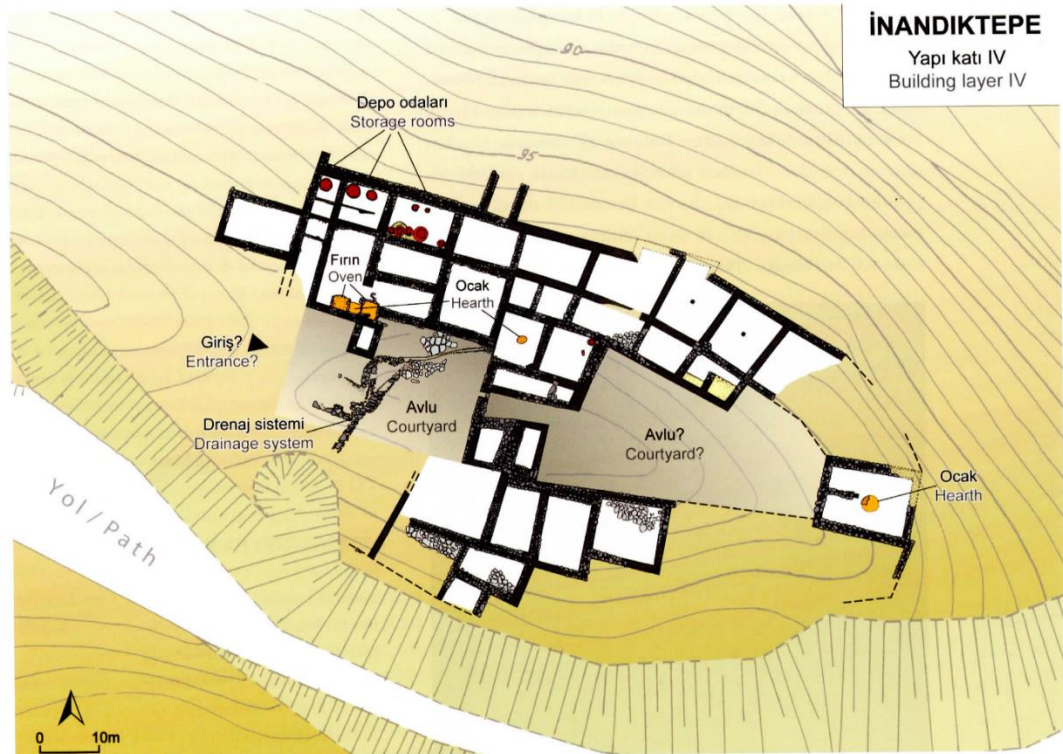 İNANDIKTEPE
Yapı katı IV
Building layer IV
90
95
Depo odaları
Storage rooms
Fırın
Oven
Ocak
Hearth
Giriş?
Entrance?
Drenaj sistemi
Drainage system
Avlu
Courtyard
Avlu?
Courtyard?
Ocak
Hearth
Yol/Path
0 10m